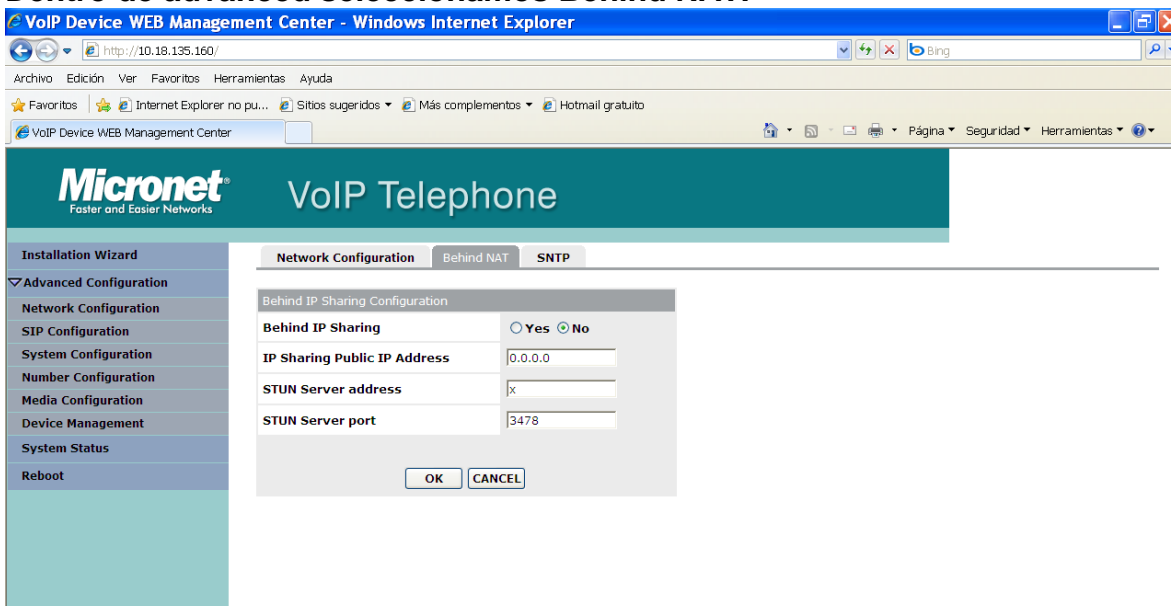 VoIP Device WEB Management Center - Windows Internet Explorer
http://10.18.135.160/
Bing
Archivo Edición Ver Favoritos Herramientas Ayuda
Favoritos Internet Explorer no pu... Sitios sugeridos Más complementos Hotmail gratuito
VoIP Device WEB Management Center Página Seguridad Herramientas
Micronet®
Faster and Easier Networks
VoIP Telephone
Installation Wizard
Advanced Configuration
Network Configuration
SIP Configuration
System Configuration
Number Configuration
Media Configuration
Device Management
System Status
Reboot
Network Configuration Behind NAT SNTP
Behind IP Sharing Configuration
Behind IP Sharing Yes No
IP Sharing Public IP Address 0.0.0.0
STUN Server address x
STUN Server port 3478
OK CANCEL